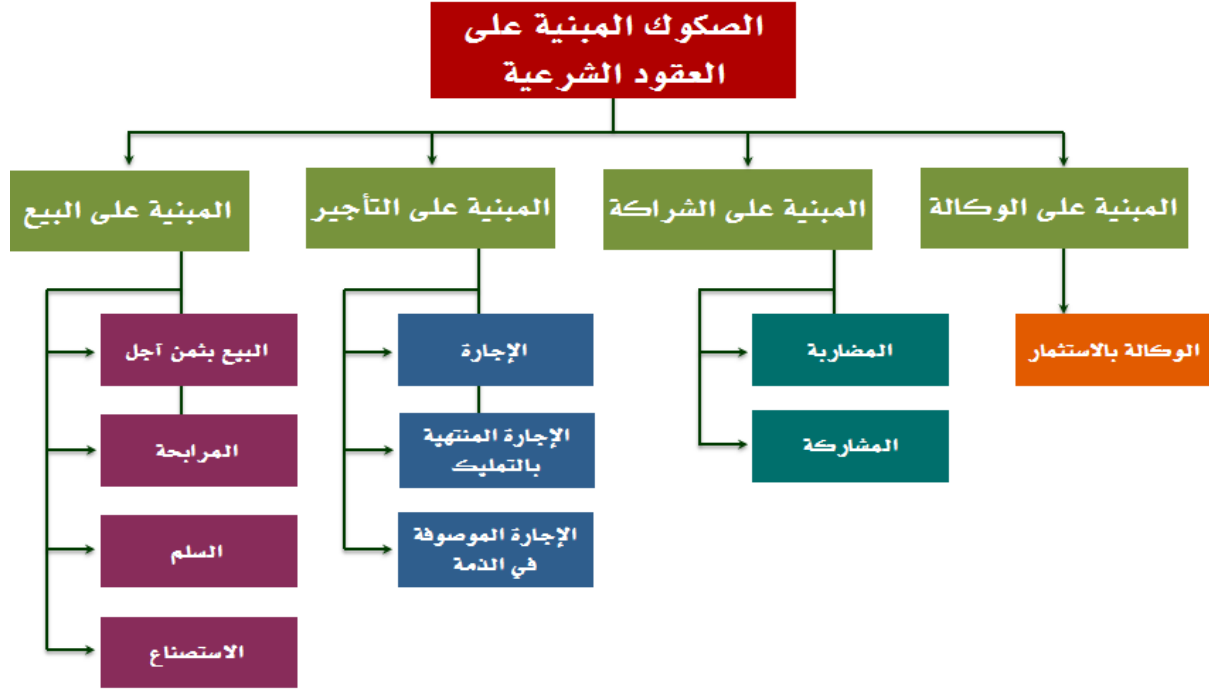 الصكوك المبنية على
العقود الشرعية
المبنية على الوكالة
المبنية على الشراكة
المبنية على التأجير
المبنية على البيع
الوكالة بالاستثمار
المضاربة
المشاركة
الإجارة
الإجارة المنتهية
بالتمليك
الإجارة الموصوفة
في الذمة
البيع بثمن آجل
المرابحة
السلم
الاستصناع